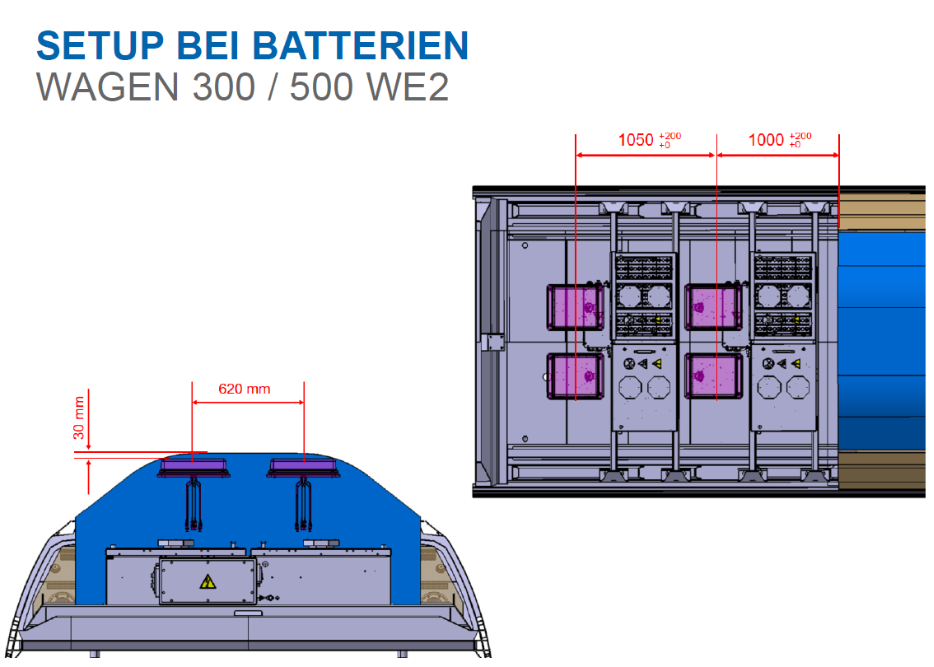 SETUP BEI BATTERIEN
WAGEN 300 / 500 WE2
1050 +200 +0
1000 +200 +0
620 mm
30 mm